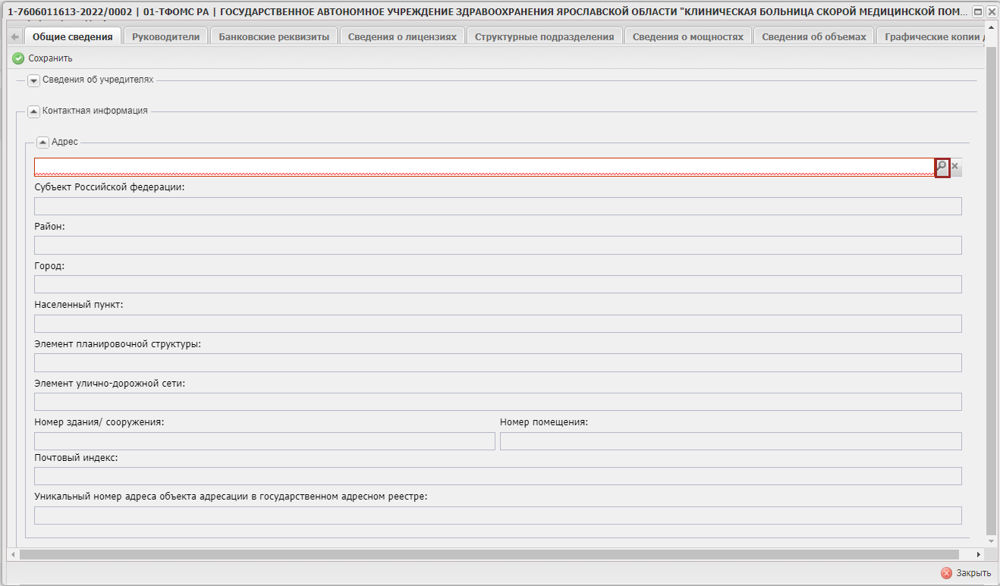 1-7606011613-2022/0002 | 01-ТФОМС РА | ГОСУДАРСТВЕННОЕ АВТОНОМНОЕ УЧРЕЖДЕНИЕ ЗДРАВООХРАНЕНИЯ ЯРОСЛАВСКОЙ ОБЛАСТИ "КЛИНИЧЕСКАЯ БОЛЬНИЦА СКОРОЙ МЕДИЦИНСКОЙ ПОМ...
Общие сведения Руководители Банковские реквизиты Сведения о лицензиях Структурные подразделения Сведения о мощностях Сведения об объемах Графические копии
Сохранить
Сведения об учредителях
Контактная информация
Адрес
Субъект Российской федерации:
Район:
Город:
Населенный пункт:
Элемент планировочной структуры:
Элемент улично-дорожной сети:
Номер здания/ сооружения: Номер помещения:
Почтовый индекс:
Уникальный номер адреса объекта адресации в государственном адресном реестре:
Закрыть